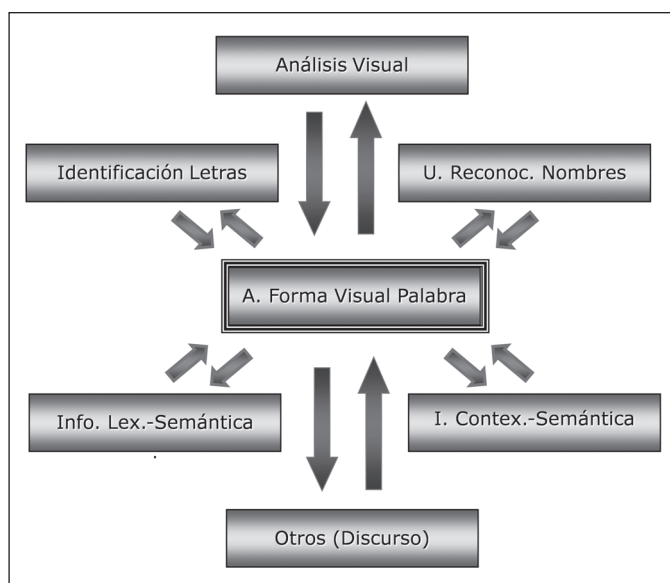 Análisis Visual
Identificación Letras
U. Reconoc. Nombres
A. Forma Visual Palabra
Info. Lex.-Semántica
I. Contex.-Semántica
Otros (Discurso)